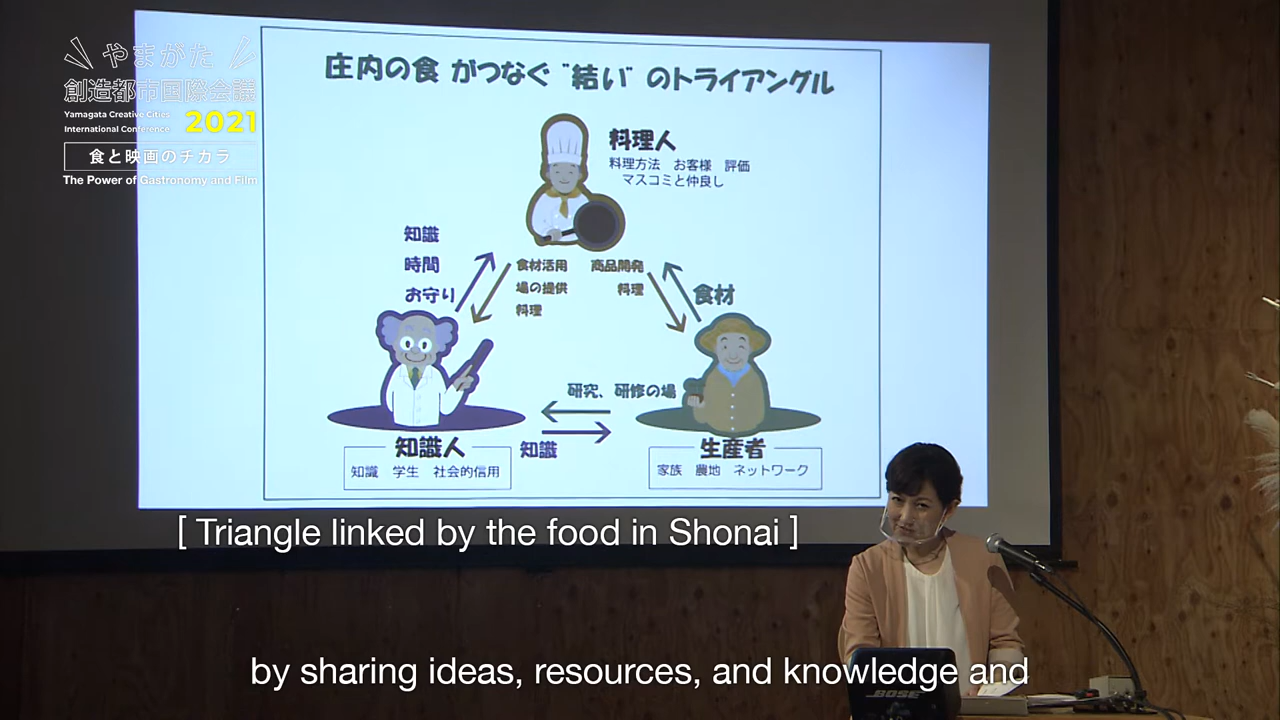 やまがた
創造都市国際会議
Yamagata Creative Cities
International Conference
2021
食と映画のチカラ
The Power of Gastronomy and Film
庄内の食 がつなぐ "結い" のトライアングル
料理人
料理方法 お客様 評価
マスコミと仲良し
知識
時間
お守り
食材活用
場の提供
料理
商品開発
料理
食材
研究、研修の場
知識
知識人
知識 学生 社会的信用
生産者
家族 農地 ネットワーク
[ Triangle linked by the food in Shonai ]
by sharing ideas, resources, and knowledge and
BOSE